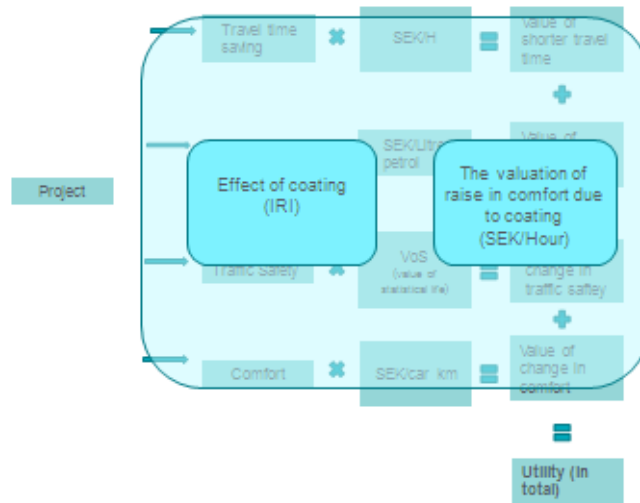 Travel time
saving
SEK/H
Value of
shorter travel
time
SEK/Litre
petrol
Value of
Project
Effect of coating
(IRI)
The valuation of
raise in comfort due
to coating
(SEK/Hour)
Traffic Safety
VoS
(value of
statistical life)
change in
traffic saftey
Comfort
SEK/car km
Value of
change in
comfort
Utility (in
total)